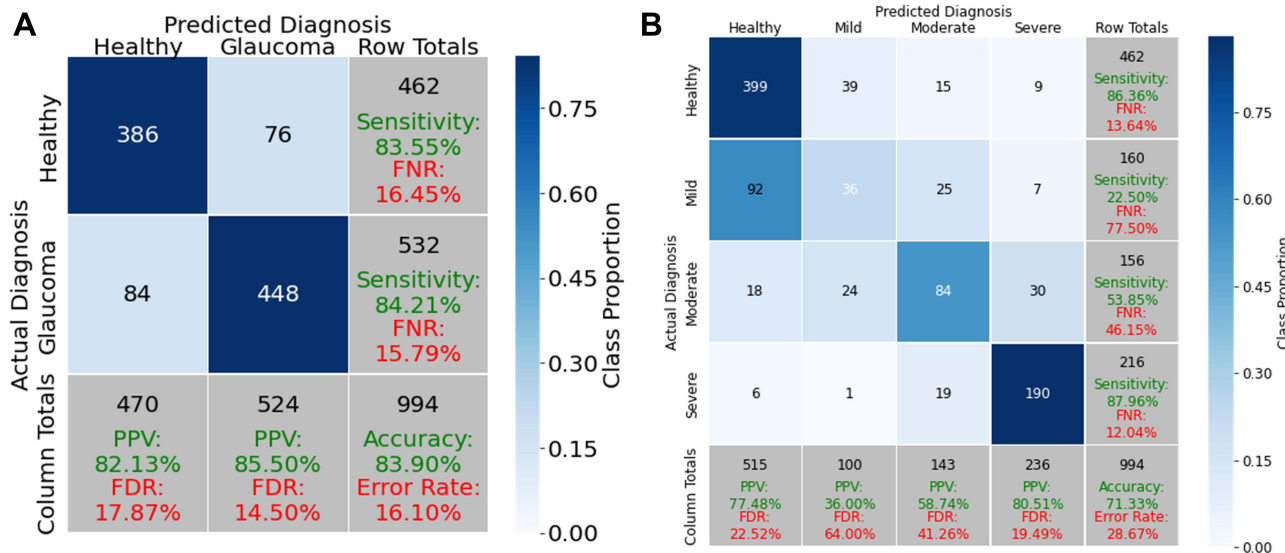 A
Predicted Diagnosis
Healthy Glaucoma Row Totals
Actual Diagnosis
Healthy
386 76 462
Sensitivity:
83.55%
FNR:
16.45%
Glaucoma
84 448 532
Sensitivity:
84.21%
FNR:
15.79%
Column Totals
470 524 994
PPV: PPV: Accuracy:
82.13% 85.50% 83.90%
FDR: FDR: Error Rate:
17.87% 14.50% 16.10%
0.75
0.60
0.45
0.30
0.15
0.00
Class Proportion
B
Predicted Diagnosis
Healthy Mild Moderate Severe Row Totals
Actual Diagnosis
Healthy
399 39 15 9 462
Sensitivity:
86.36%
FNR:
13.64%
Mild
92 36 25 7 160
Sensitivity:
22.50%
FNR:
77.50%
Moderate
18 24 84 30 156
Sensitivity:
53.85%
FNR:
46.15%
Severe
6 1 19 190 216
Sensitivity:
87.96%
FNR:
12.04%
Column Totals
515 100 143 236 994
PPV: PPV: PPV: PPV: Accuracy:
77.48% 36.00% 58.74% 80.51% 71.33%
FDR: FDR: FDR: FDR: Error Rate:
22.52% 64.00% 41.26% 19.49% 28.67%
0.75
0.60
0.45
0.30
0.15
0.00
Class Proportion